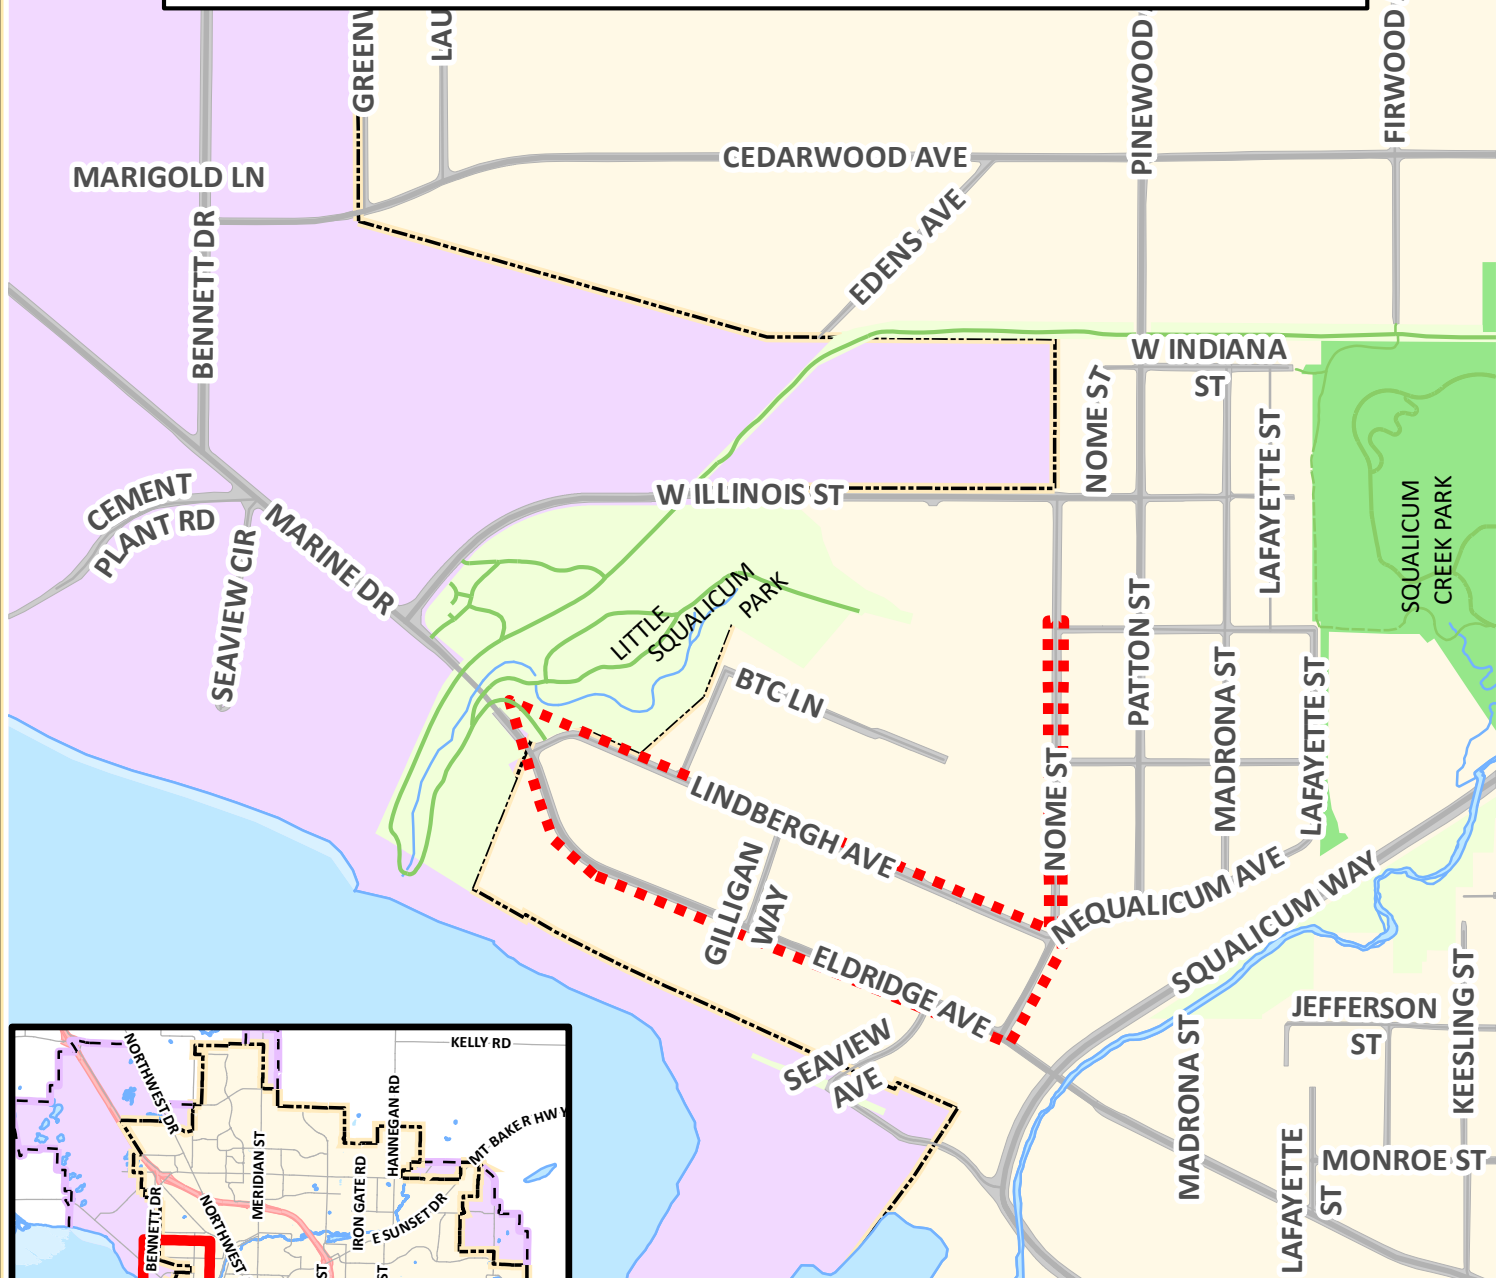 GREENW
LAU
PINEWOOD
FIRWOOD
CEDARWOOD AVE
MARIGOLD LN
BENNETT DR
EDENS AVE
W INDIANA
ST
NOME ST
LAFAYETTE ST
W ILLINOIS ST
CEMENT
PLANT RD
MARINE DR
SEAVIEW CIR
SQUALICUM
CREEK PARK
LITTLE
SQUALICUM
PARK
PATTON ST
MADRONA ST
LAFAYETTE ST
BTC LN
NOME ST
LINDBERGH AVE
GILLIGAN
WAY
NEQUALICUM AVE
SQUALICUM WAY
ELDRIDGE AVE
SEAVIEW
AVE
JEFFERSON
ST
KEESLING ST
MADRONA ST
LAFAYETTE
ST
MONROE ST
KELLY RD
NORTHWEST DR
HANNEGAN RD
MT BAKER HWY
MERIDIAN ST
IRON GATE RD
E SUNSET DR
BENNETT DR
NORTHWEST
ST
ST